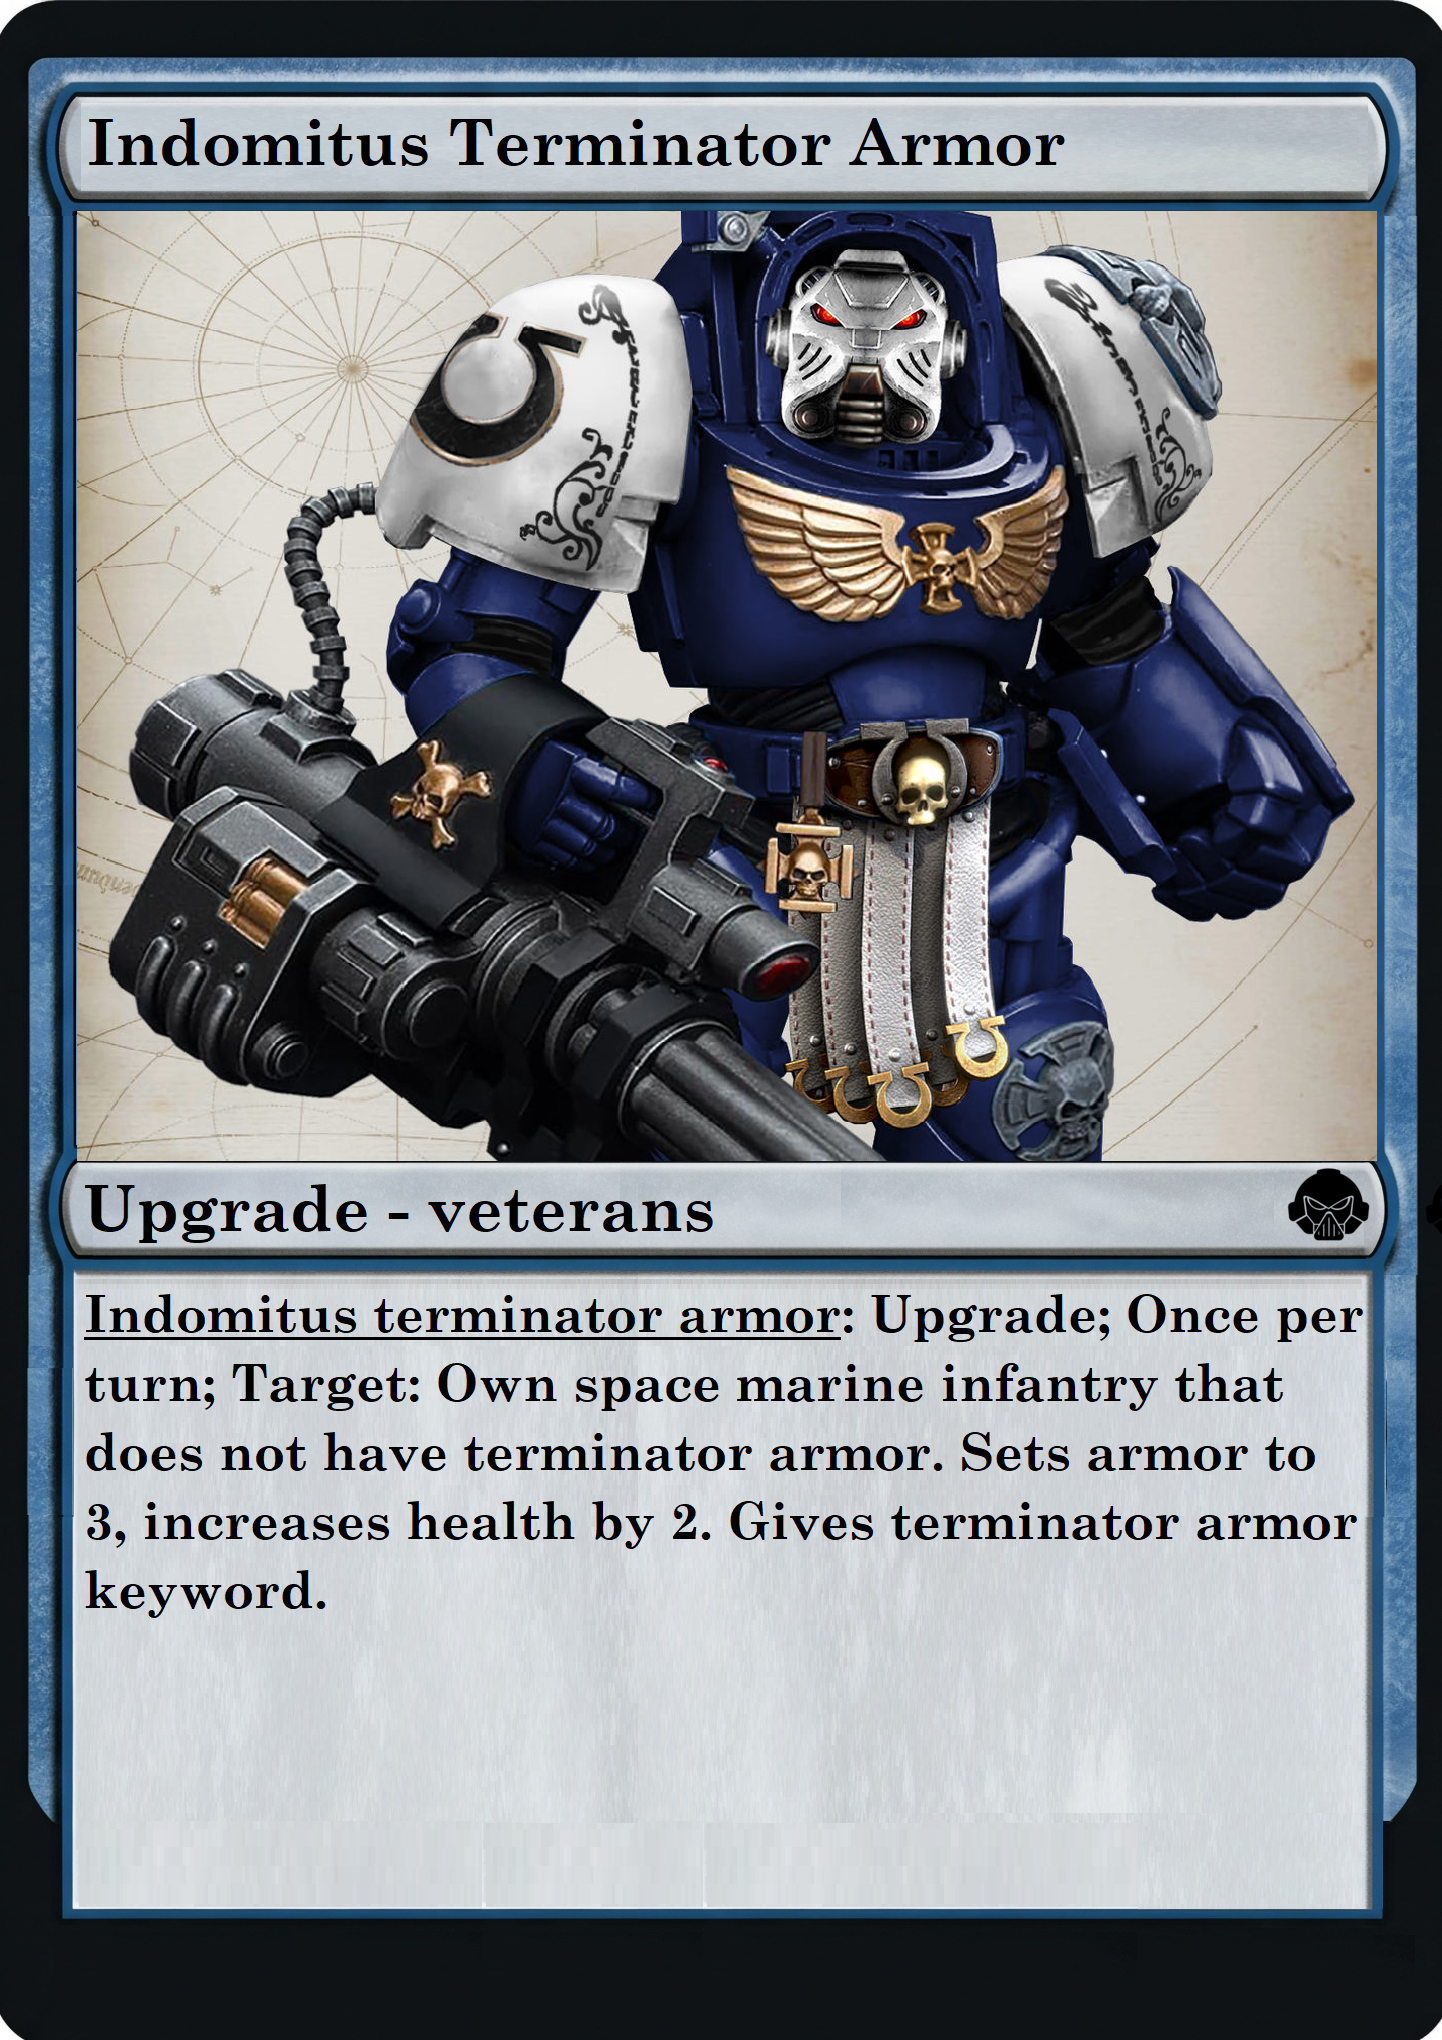 Indomitus Terminator Armor
Upgrade - veterans
Indomitus terminator armor: Upgrade; Once per
turn; Target: Own space marine infantry that
does not have terminator armor. Sets armor to
3, increases health by 2. Gives terminator armor
keyword.